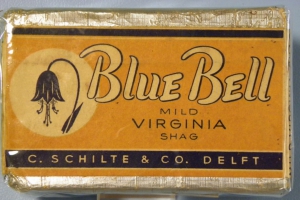 Blue Bell
MILD
VIRGINIA
SHAG
C. SCHILTE & CO. DELFT